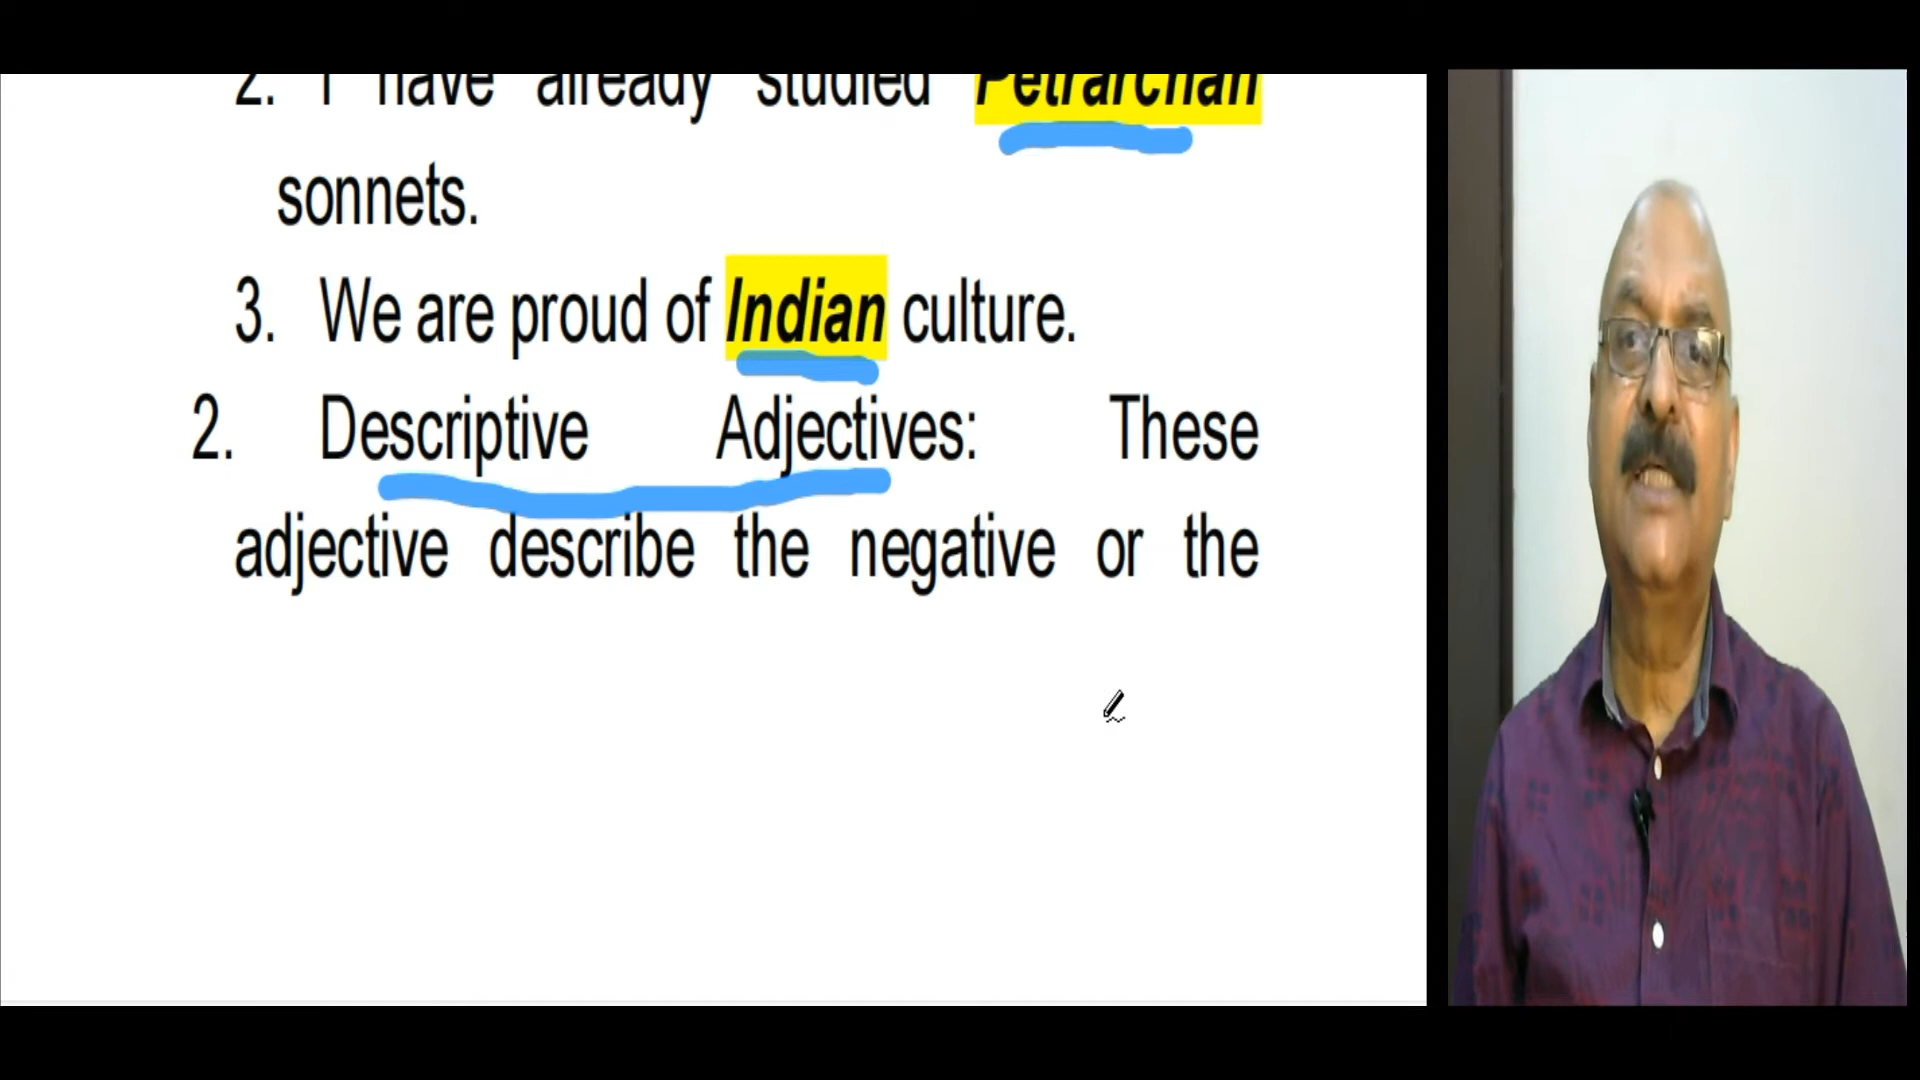 2. I have already studied Petrarchan
sonnets.
3. We are proud of Indian culture.
2. Descriptive Adjectives: These
adjective describe the negative or the